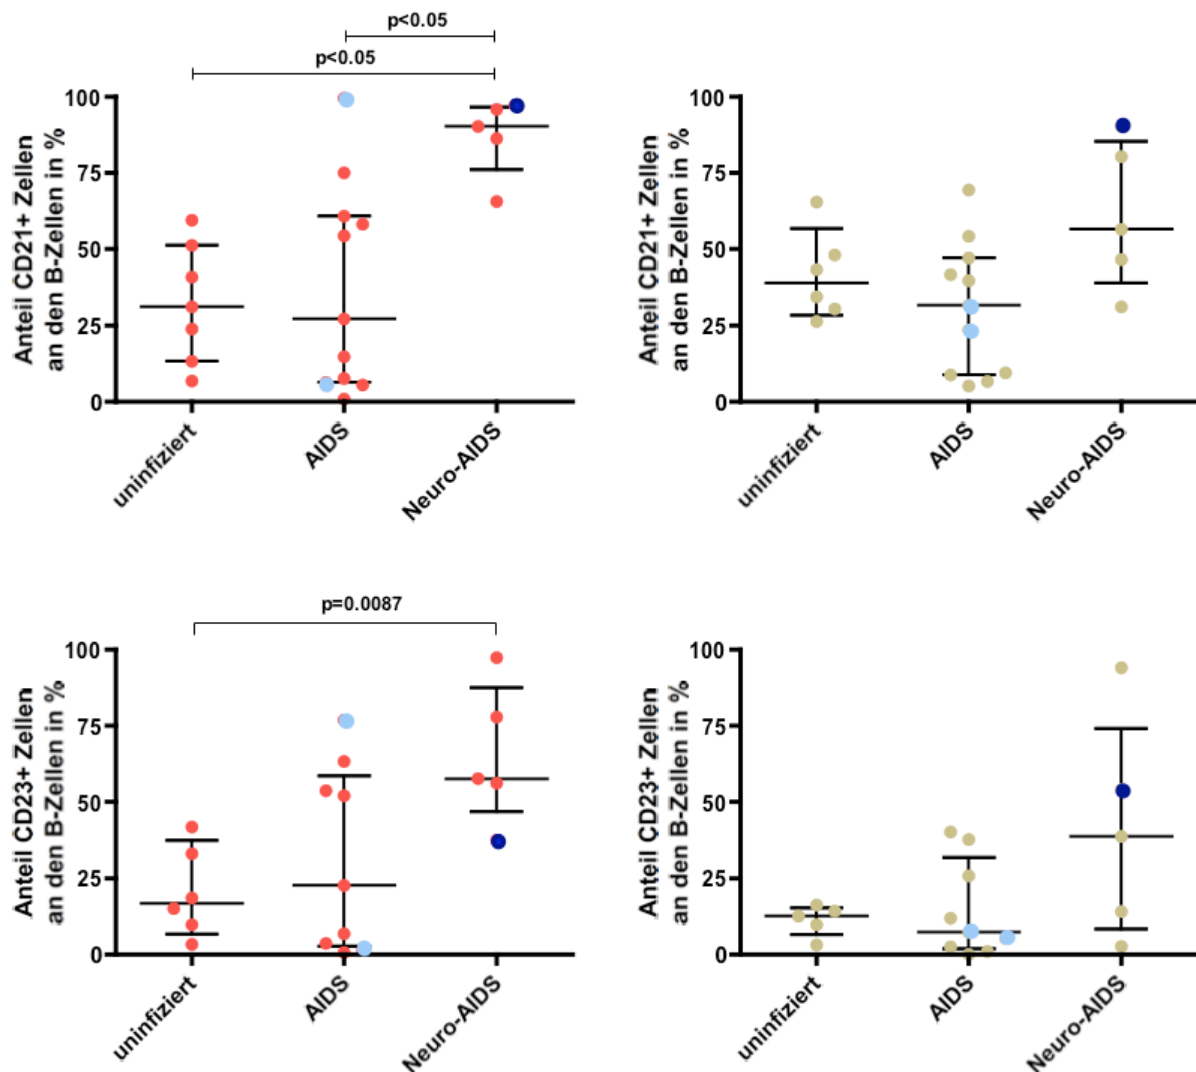 p<0.05
p<0.05
Anteil CD21+ Zellen
an den B-Zellen in %
100
75
50
25
0
uninfiziert
AIDS
Neuro-AIDS
Anteil CD21+ Zellen
an den B-Zellen in %
100
75
50
25
0
uninfiziert
AIDS
Neuro-AIDS
p=0.0087
Anteil CD23+ Zellen
an den B-Zellen in %
100
75
50
25
0
uninfiziert
AIDS
Neuro-AIDS
Anteil CD23+ Zellen
an den B-Zellen in %
100
75
50
25
0
uninfiziert
AIDS
Neuro-AIDS